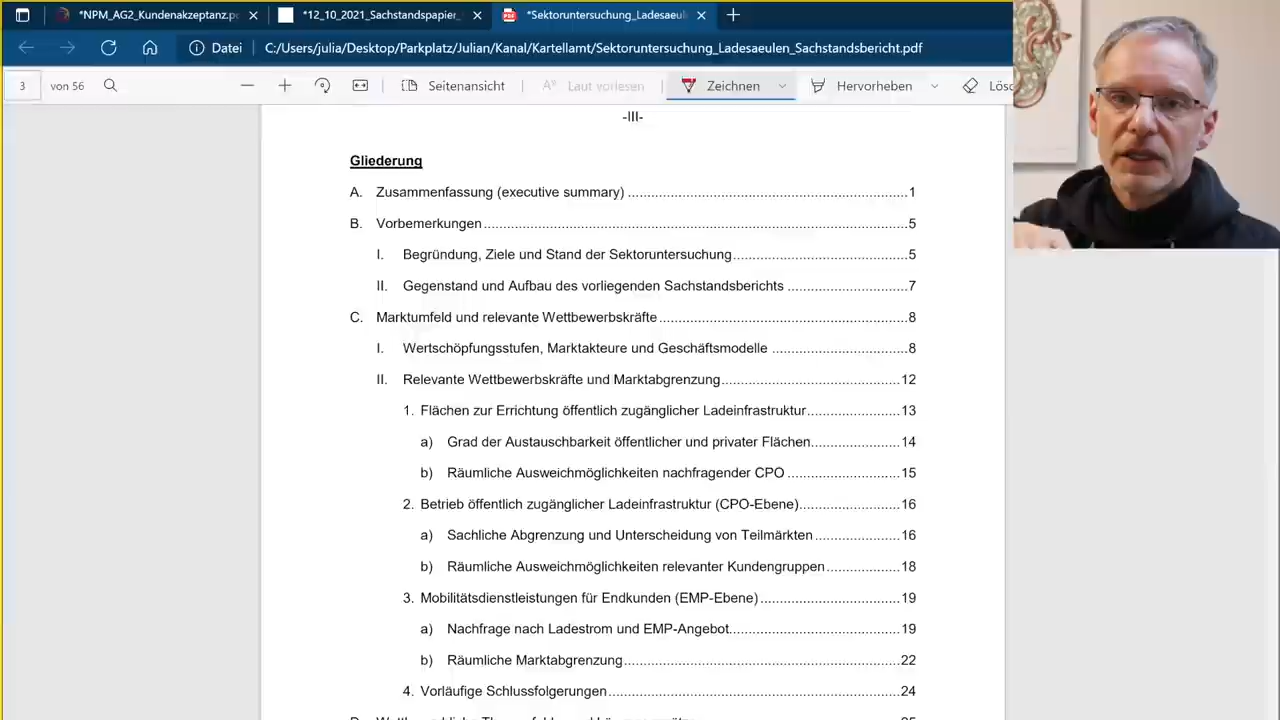 *NPM_AG2_Kundenakzeptanz.p
*12_10_2021_Sachstandspapier_
*Sektoruntersuchung_Ladesaeule
Datei
C:/Users/julia/Desktop/Parkplatz/Julian/Kanal/Kartellamt/Sektoruntersuchung_Ladesaeulen_Sachstandsbericht.pdf
3 von 56
Seitenansicht
Laut vorlesen
Zeichnen
Hervorheben
Lösc
-III-
Gliederung
A. Zusammenfassung (executive summary) 1
B. Vorbemerkungen 5
I. Begründung, Ziele und Stand der Sektoruntersuchung 5
II. Gegenstand und Aufbau des vorliegenden Sachstandsberichts 7
C. Marktumfeld und relevante Wettbewerbskräfte 8
I. Wertschöpfungsstufen, Marktakteure und Geschäftsmodelle 8
II. Relevante Wettbewerbskräfte und Marktabgrenzung 12
1. Flächen zur Errichtung öffentlich zugänglicher Ladeinfrastruktur 13
a) Grad der Austauschbarkeit öffentlicher und privater Flächen 14
b) Räumliche Ausweichmöglichkeiten nachfragender CPO 15
2. Betrieb öffentlich zugänglicher Ladeinfrastruktur (CPO-Ebene) 16
a) Sachliche Abgrenzung und Unterscheidung von Teilmärkten 16
b) Räumliche Ausweichmöglichkeiten relevanter Kundengruppen 18
3. Mobilitätsdienstleistungen für Endkunden (EMP-Ebene) 19
a) Nachfrage nach Ladestrom und EMP-Angebot 19
b) Räumliche Marktabgrenzung 22
4. Vorläufige Schlussfolgerungen 24